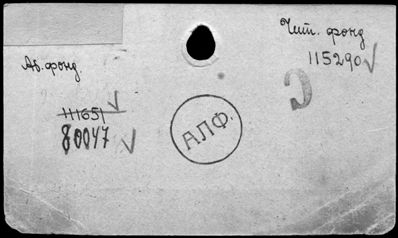 Чит. фонд
115290
Аб. фонд.
111651
80047
АЛФ.
Э